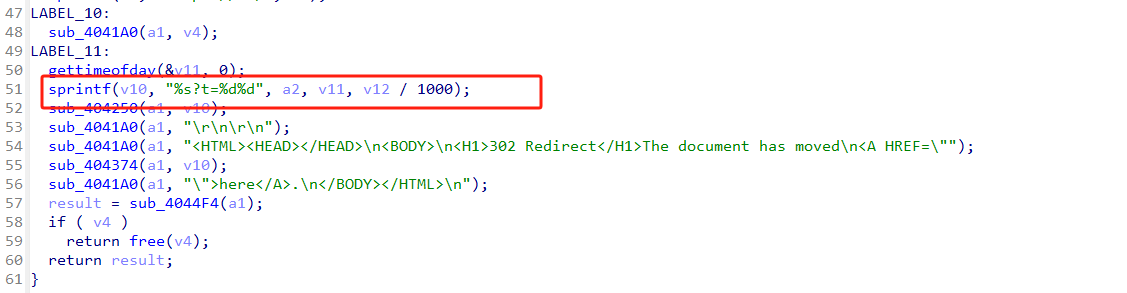 47 LABEL_10:
48 sub_4041A0(a1, v4);
49 LABEL_11:
50 gettimeofday(&v11, 0);
51 sprintf(v10, "%s?t=%d%d", a2, v11, v12 / 1000);
52 sub_404250(a1, v10);
53 sub_4041A0(a1, "\r\n\r\n");
54 sub_4041A0(a1, "<HTML><HEAD></HEAD>\n<BODY>\n<H1>302 Redirect</H1>The document has moved\n<A HREF=\"");
55 sub_404374(a1, v10);
56 sub_4041A0(a1, "\">here</A>.\n</BODY></HTML>\n");
57 result = sub_4044F4(a1);
58 if ( v4 )
59 return free(v4);
60 return result;
61 }